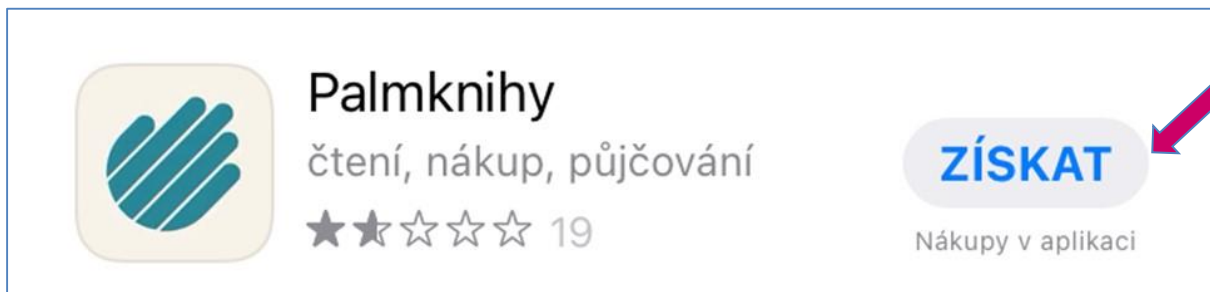 Palmknihy
čtení, nákup, půjčování
19
ZÍSKAT
Nákupy v aplikaci